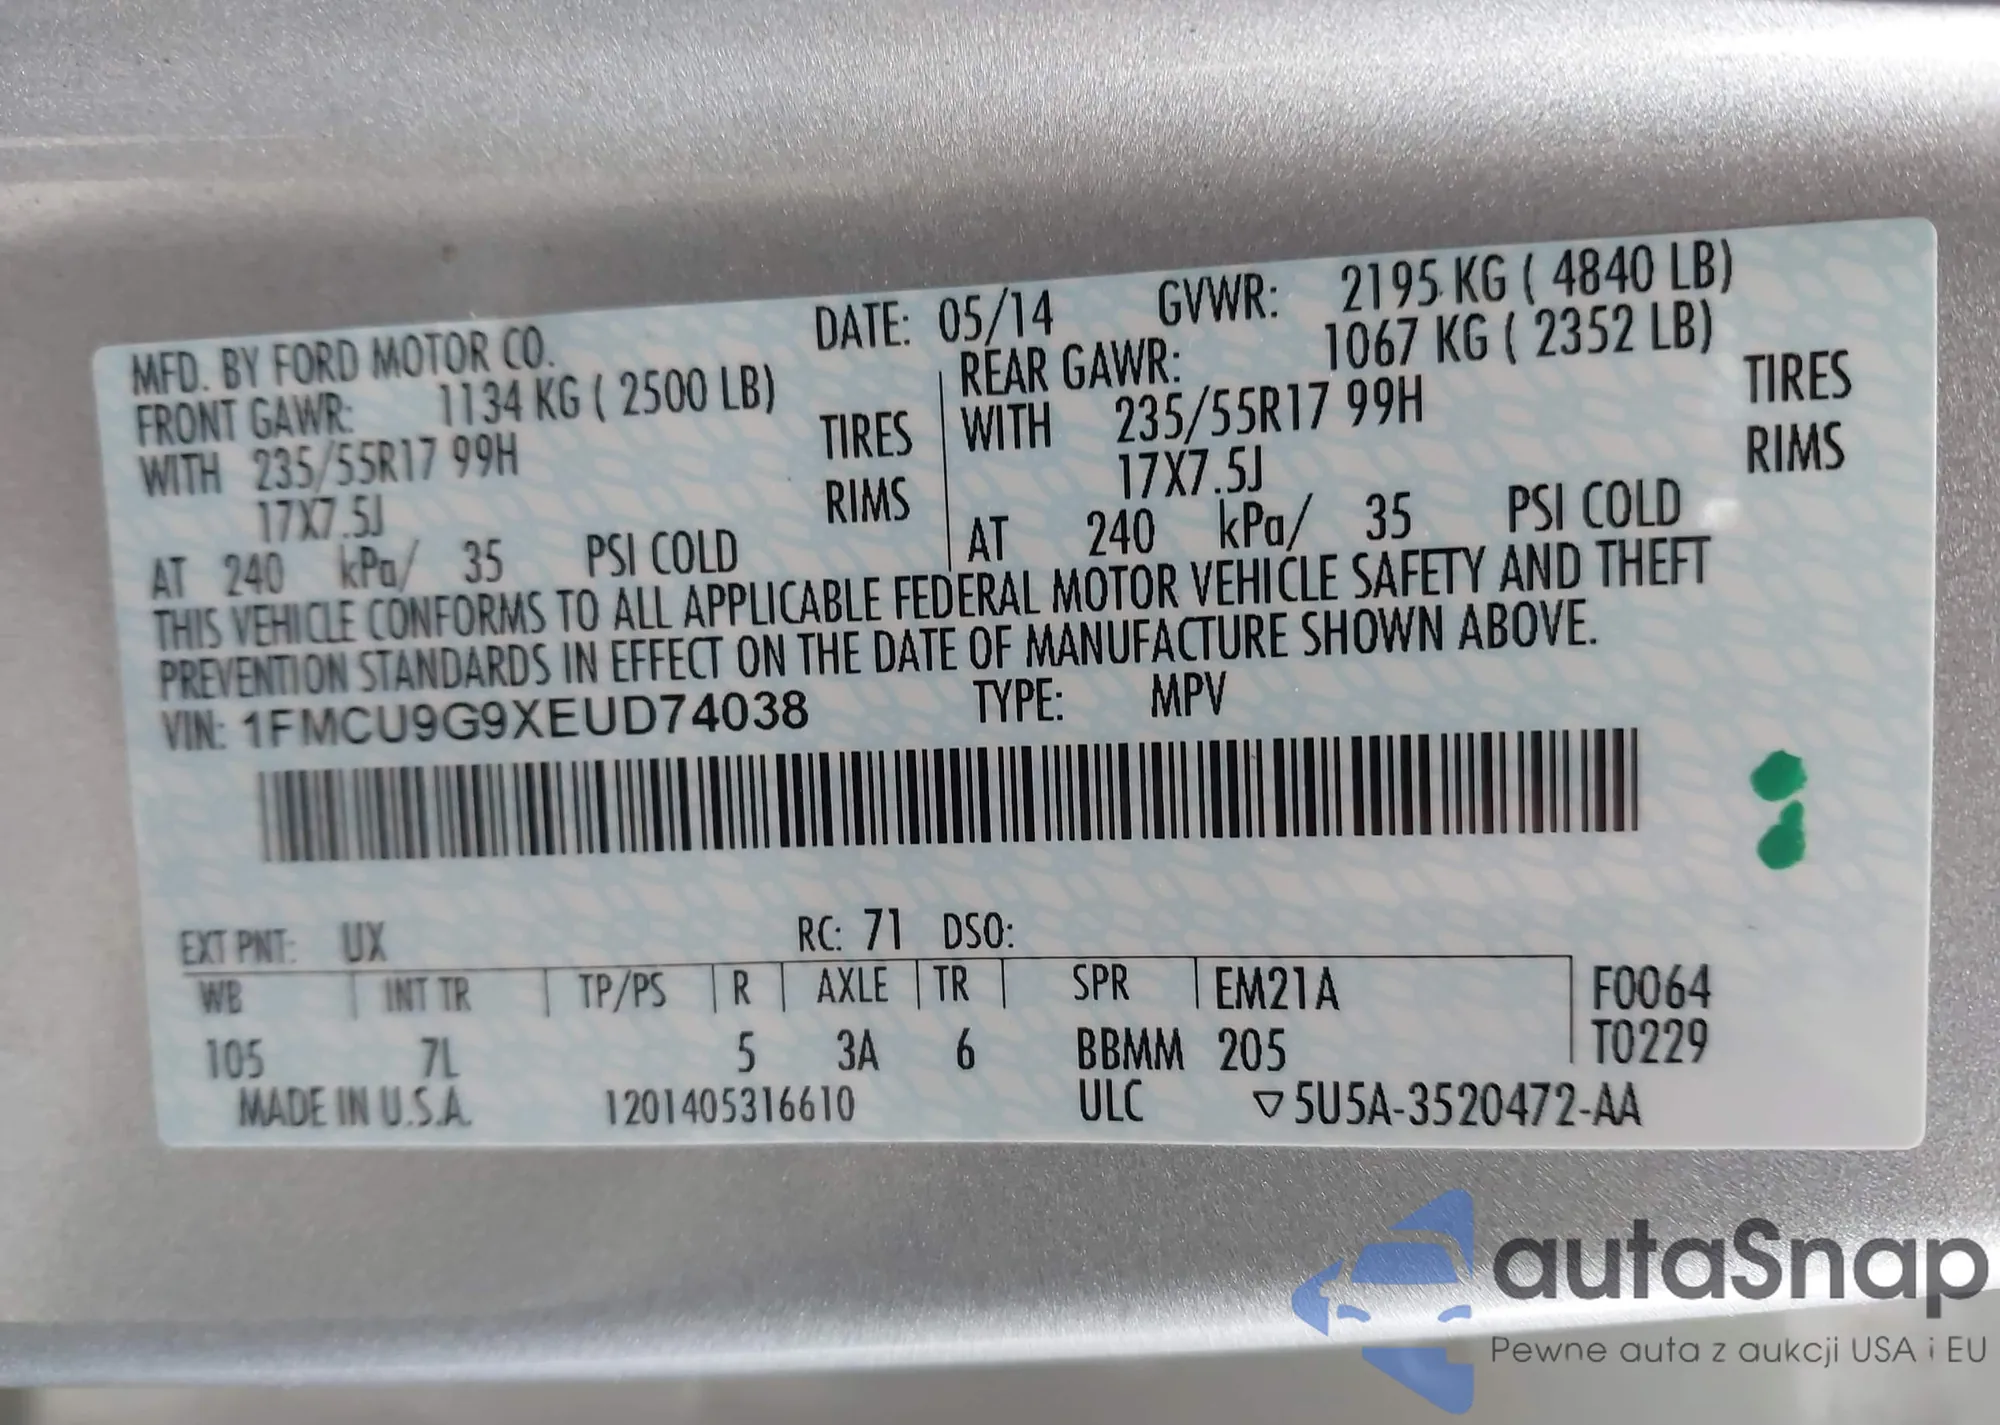 MFD. BY FORD MOTOR CO. DATE: 05/14 GVWR: 2195 KG ( 4840 LB)
FRONT GAWR: 1134 KG ( 2500 LB) REAR GAWR: 1067 KG ( 2352 LB)
WITH 235/55R17 99H TIRES WITH 235/55R17 99H TIRES
17X7.5J RIMS 17X7.5J RIMS
AT 240 kPa/ 35 PSI COLD AT 240 kPa/ 35 PSI COLD
THIS VEHICLE CONFORMS TO ALL APPLICABLE FEDERAL MOTOR VEHICLE SAFETY AND THEFT
PREVENTION STANDARDS IN EFFECT ON THE DATE OF MANUFACTURE SHOWN ABOVE.
VIN: 1FMCU9G9XEUD74038 TYPE: MPV
EXT PNT: UX RC: 71 DSO:
WB INT TR TP/PS R AXLE TR SPR EM21A F0064
105 7L 5 3A 6 BBMM 205 T0229
MADE IN U.S.A. 1201405316610 ULC ▽5U5A-3520472-AA
autaSnap
Pewne auta z aukcji USA i EU